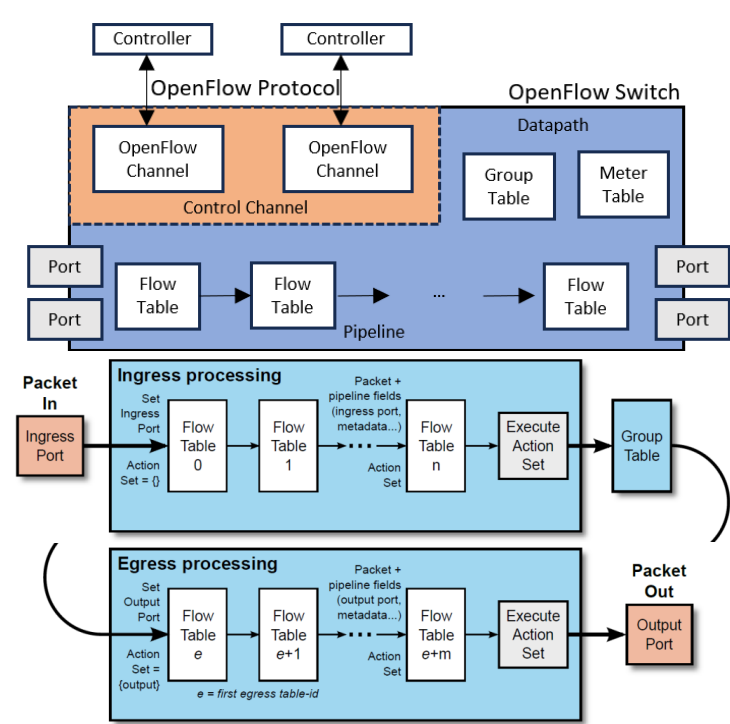 Controller
Controller
OpenFlow Protocol
OpenFlow Switch
OpenFlow
Channel
OpenFlow
Channel
Control Channel
Datapath
Group
Table
Meter
Table
Port
Port
Port
Port
Flow
Table
Flow
Table
...
Flow
Table
Pipeline
Ingress processing
Packet
In
Ingress
Port
Set
Ingress
Port
Action
Set = {}
Flow
Table
0
Flow
Table
1
Packet +
pipeline fields
(ingress port,
metadata...)
Action
Set
Flow
Table
n
Execute
Action
Set
Group
Table
Egress processing
Set
Output
Port
Action
Set =
{output}
Flow
Table
e
Flow
Table
e+1
e = first egress table-id
Packet +
pipeline fields
(output port,
metadata...)
Action
Set
Flow
Table
e+m
Execute
Action
Set
Packet
Out
Output
Port